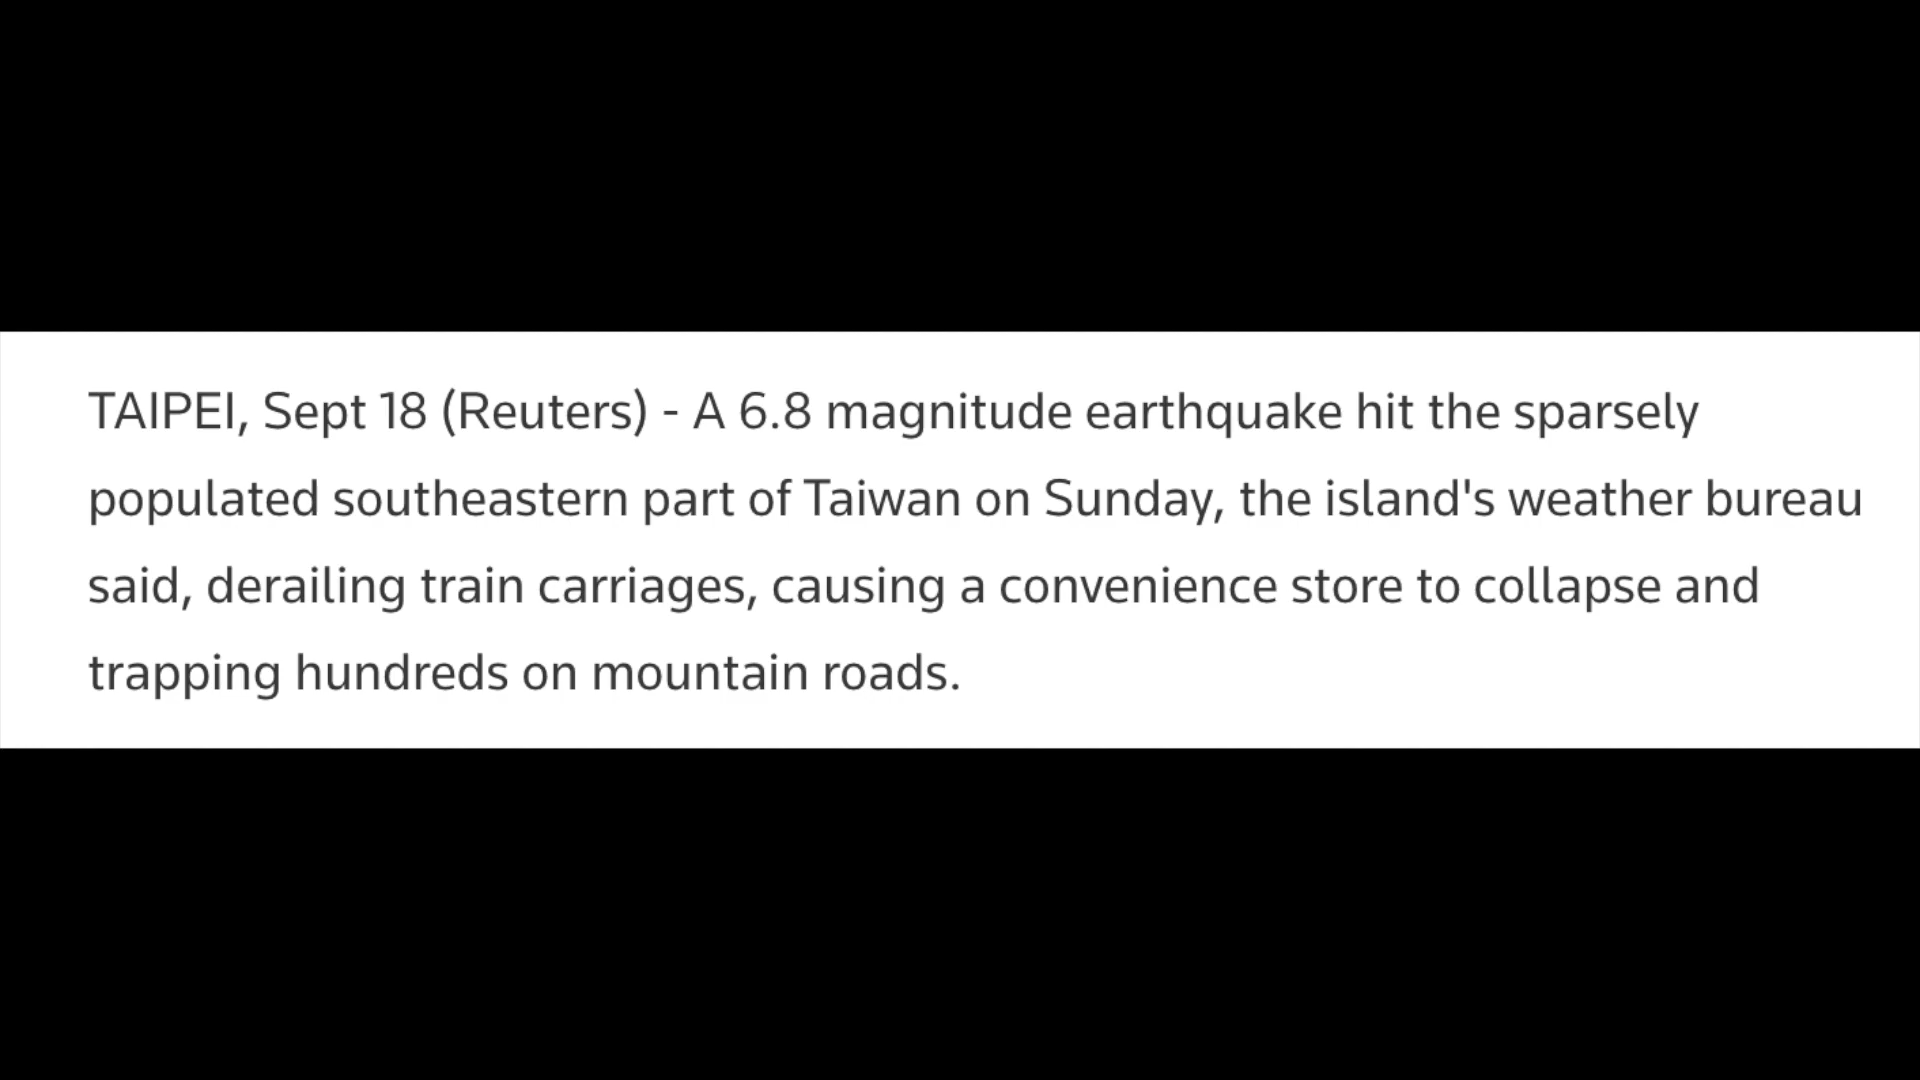 TAIPEI, Sept 18 (Reuters) - A 6.8 magnitude earthquake hit the sparsely
populated southeastern part of Taiwan on Sunday, the island's weather bureau
said, derailing train carriages, causing a convenience store to collapse and
trapping hundreds on mountain roads.